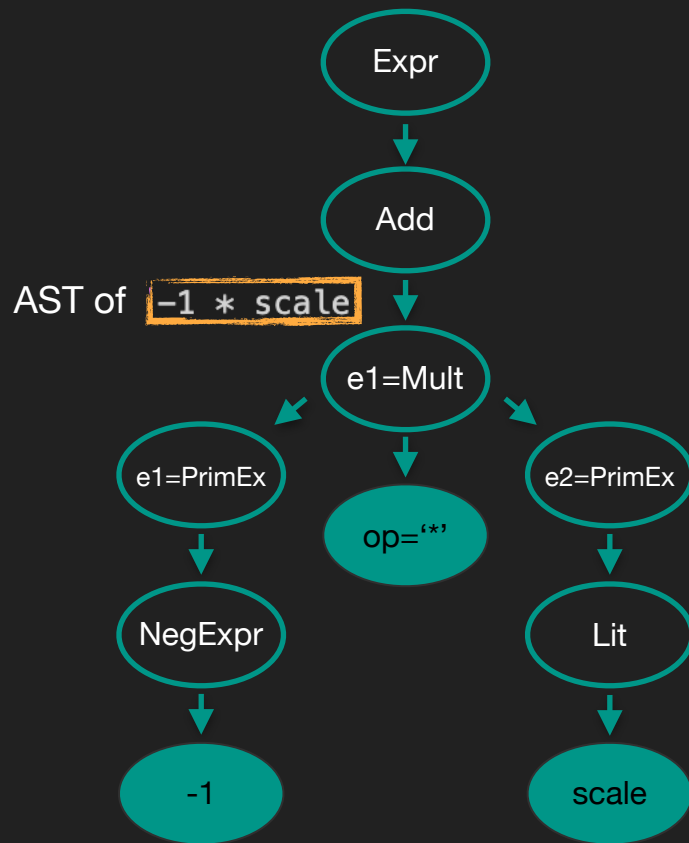 Expr
Add
AST of -1 * scale
e1=Mult
e1=PrimEx
e2=PrimEx
op=‘*’
NegExpr
Lit
-1
scale